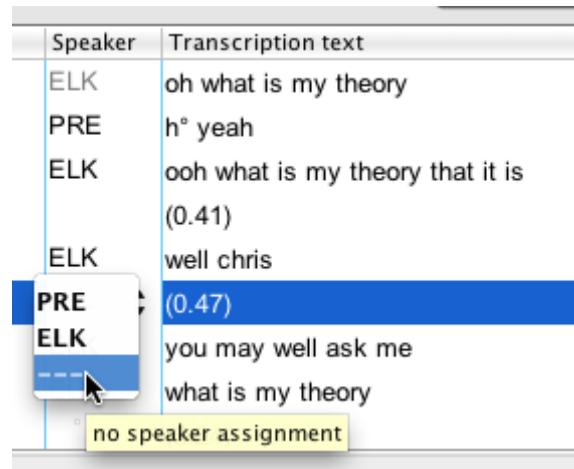 Speaker Transcription text
ELK oh what is my theory
PRE h° yeah
ELK ooh what is my theory that it is
(0.41)
ELK well chris
PRE (0.47)
ELK you may well ask me
--- what is my theory
no speaker assignment